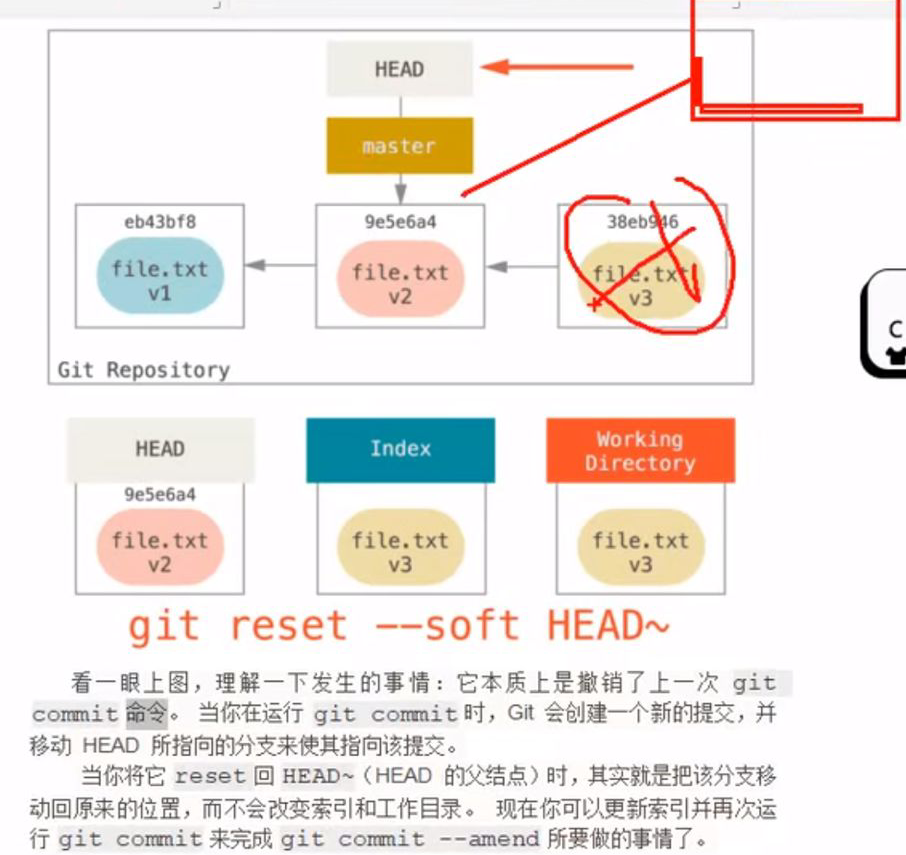 HEAD
master
eb43bf8
9e5e6a4
38eb946
file.txt
v1
file.txt
v2
file.txt
v3
Git Repository
HEAD
Index
Working
Directory
9e5e6a4
file.txt
v2
file.txt
v3
file.txt
v3
git reset --soft HEAD~
看一眼上图，理解一下发生的事情：它本质上是撤销了上一次 git
commit 命令。 当你在运行 git commit 时，Git 会创建一个新的提交，并
移动 HEAD 所指向的分支来使其指向该提交。
当你将它 reset 回 HEAD~（HEAD 的父结点）时，其实就是把该分支移
动回原来的位置，而不会改变索引和工作目录。 现在你可以更新索引并再次运
行 git commit 来完成 git commit --amend 所要做的事情了。
C